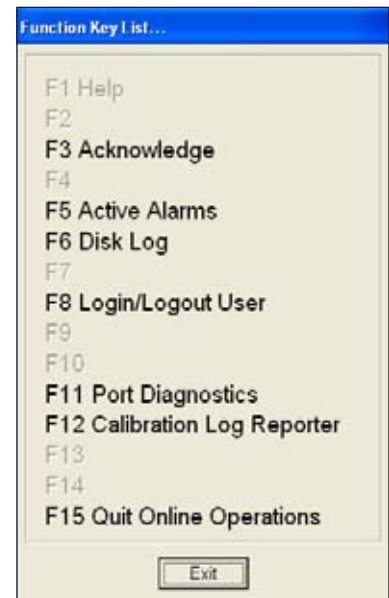 Function Key List...
F1 Help
F2
F3 Acknowledge
F4
F5 Active Alarms
F6 Disk Log
F7
F8 Login/Logout User
F9
F10
F11 Port Diagnostics
F12 Calibration Log Reporter
F13
F14
F15 Quit Online Operations
Exit